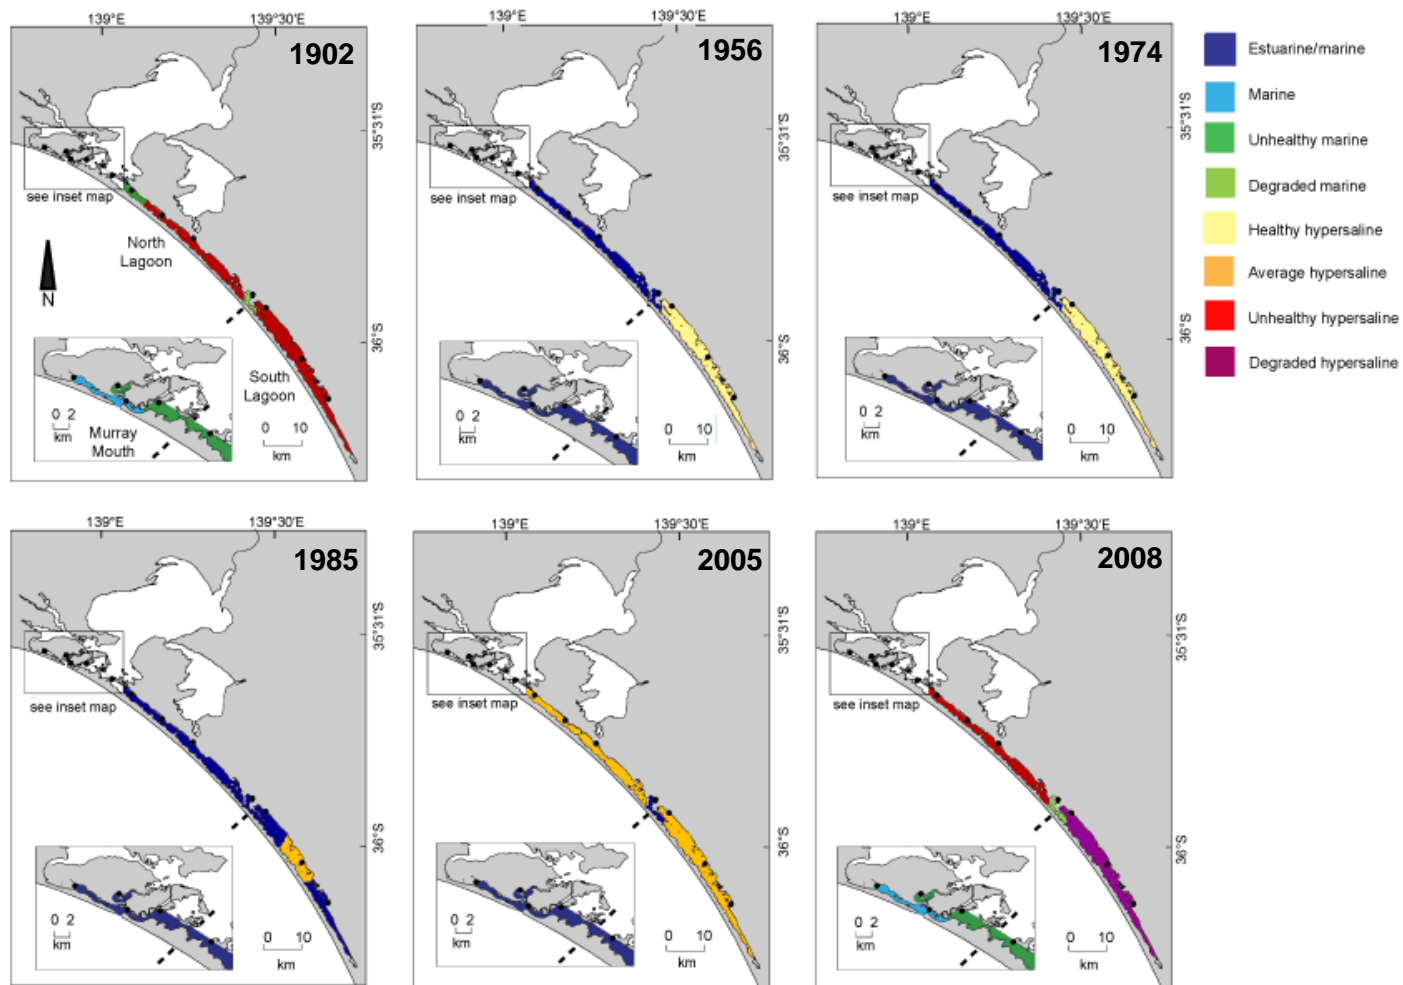 139°E 139°30'E
1902
35°31'S
see inset map
North
Lagoon
N
36°S
South
Lagoon
0 2
km
Murray
Mouth
0 10
km
139°E 139°30'E
1956
35°31'S
see inset map
36°S
0 2
km
0 10
km
139°E 139°30'E
1974
35°31'S
see inset map
36°S
0 2
km
0 10
km
Estuarine/marine
Marine
Unhealthy marine
Degraded marine
Healthy hypersaline
Average hypersaline
Unhealthy hypersaline
Degraded hypersaline
139°E 139°30'E
1985
35°31'S
see inset map
36°S
0 2
km
0 10
km
139°E 139°30'E
2005
35°31'S
see inset map
36°S
0 2
km
0 10
km
139°E 139°30'E
2008
35°31'S
see inset map
36°S
0 2
km
0 10
km